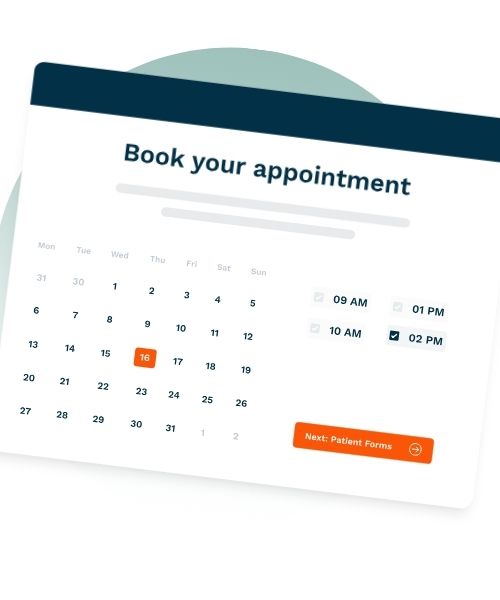 Book your appointment
Mon Tue Wed Thu Fri Sat Sun
31 30 1 2 3 4 5
6 7 8 9 10 11 12
13 14 15 16 17 18 19
20 21 22 23 24 25 26
27 28 29 30 31 1 2
09 AM 01 PM
10 AM 02 PM
Next: Patient Forms